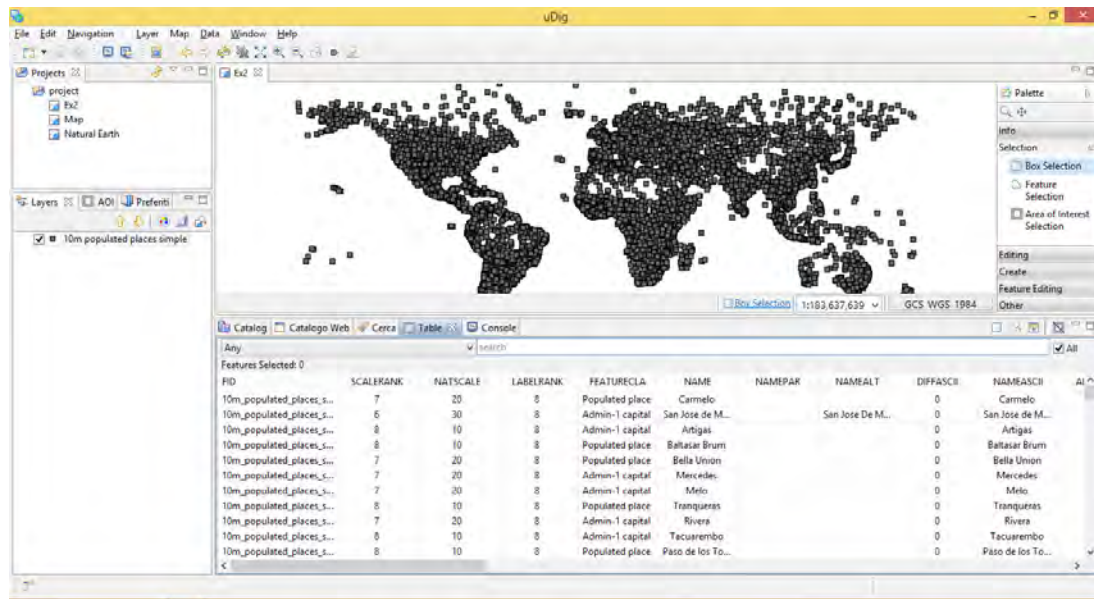 uDig
File Edit Navigation Layer Map Data Window Help
Projects
project
Ex2
Map
Natural Earth
Ex2
Palette
Info
Selection
Box Selection
Feature
Selection
Area of Interest
Selection
Editing
Create
Feature Editing
Other
Layers AOI Preferiti
10m populated places simple
Box Selection 1:183,637,639 GCS WGS 1984
Catalog Catalogo Web Cerca Table Console
Any search All
Features Selected: 0
FID SCALERANK NATSCALE LABELRANK FEATURECLA NAME NAMEPAR NAMEALT DIFFASCII NAMEASCII
10m_populated_places_s... 7 20 8 Populated place Carmelo 0 Carmelo
10m_populated_places_s... 6 30 8 Admin-1 capital San Jose de M... San Jose De M... 0 San Jose de M...
10m_populated_places_s... 8 10 8 Admin-1 capital Artigas 0 Artigas
10m_populated_places_s... 8 10 8 Populated place Baltasar Brum 0 Baltasar Brum
10m_populated_places_s... 7 20 8 Populated place Bella Union 0 Bella Union
10m_populated_places_s... 7 20 8 Admin-1 capital Mercedes 0 Mercedes
10m_populated_places_s... 7 20 8 Admin-1 capital Melo 0 Melo
10m_populated_places_s... 8 10 8 Populated place Tranqueras 0 Tranqueras
10m_populated_places_s... 7 20 8 Admin-1 capital Rivera 0 Rivera
10m_populated_places_s... 8 10 8 Admin-1 capital Tacuarembo 0 Tacuarembo
10m_populated_places_s... 8 10 8 Populated place Paso de los To... 0 Paso de los To...